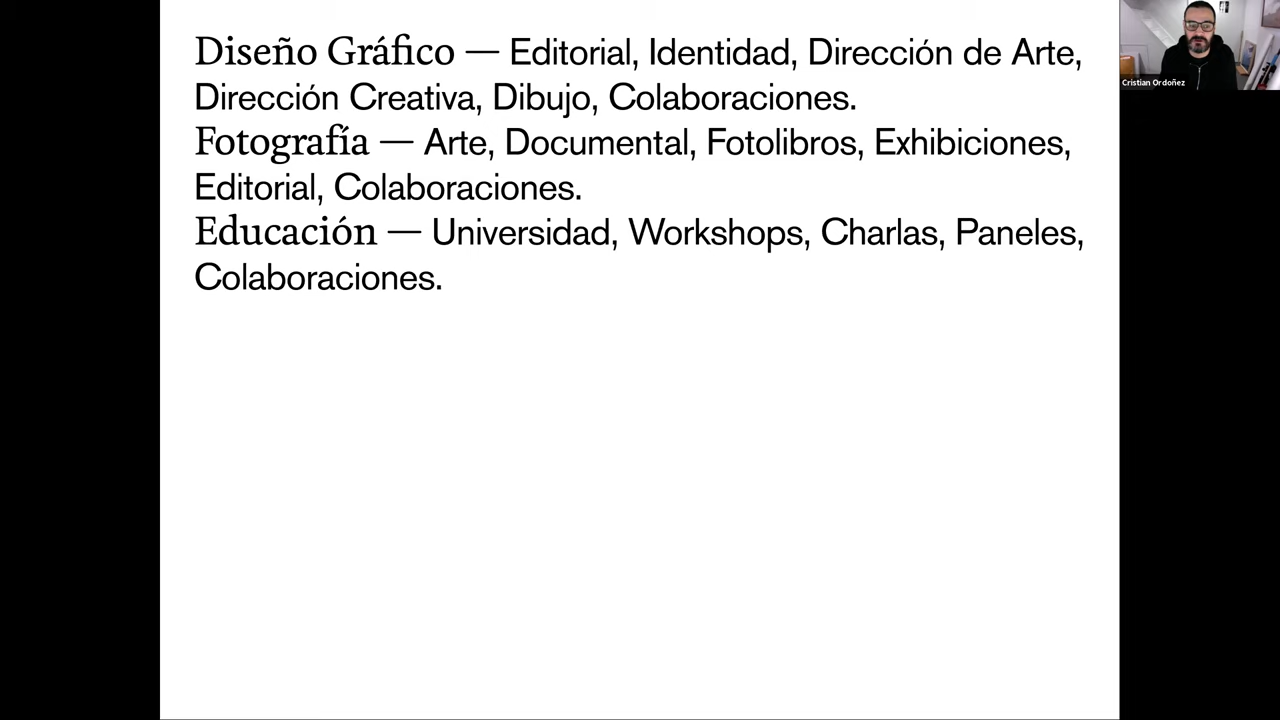 Diseño Gráfico — Editorial, Identidad, Dirección de Arte,
Dirección Creativa, Dibujo, Colaboraciones.
Fotografía — Arte, Documental, Fotolibros, Exhibiciones,
Editorial, Colaboraciones.
Educación — Universidad, Workshops, Charlas, Paneles,
Colaboraciones.
Cristian Ordoñez